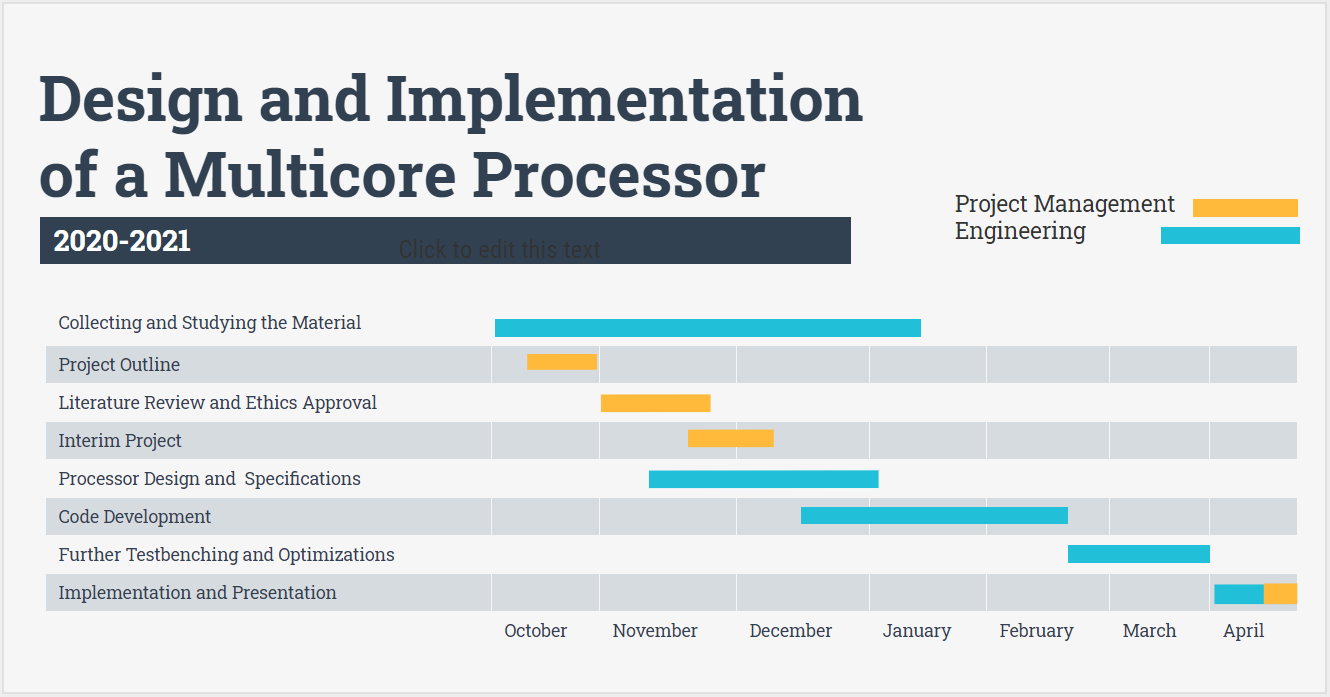 Design and Implementation
of a Multicore Processor
2020-2021
Click to edit this text
Project Management
Engineering
Collecting and Studying the Material
Project Outline
Literature Review and Ethics Approval
Interim Project
Processor Design and  Specifications
Code Development
Further Testbenching and Optimizations
Implementation and Presentation
October November December January February March April